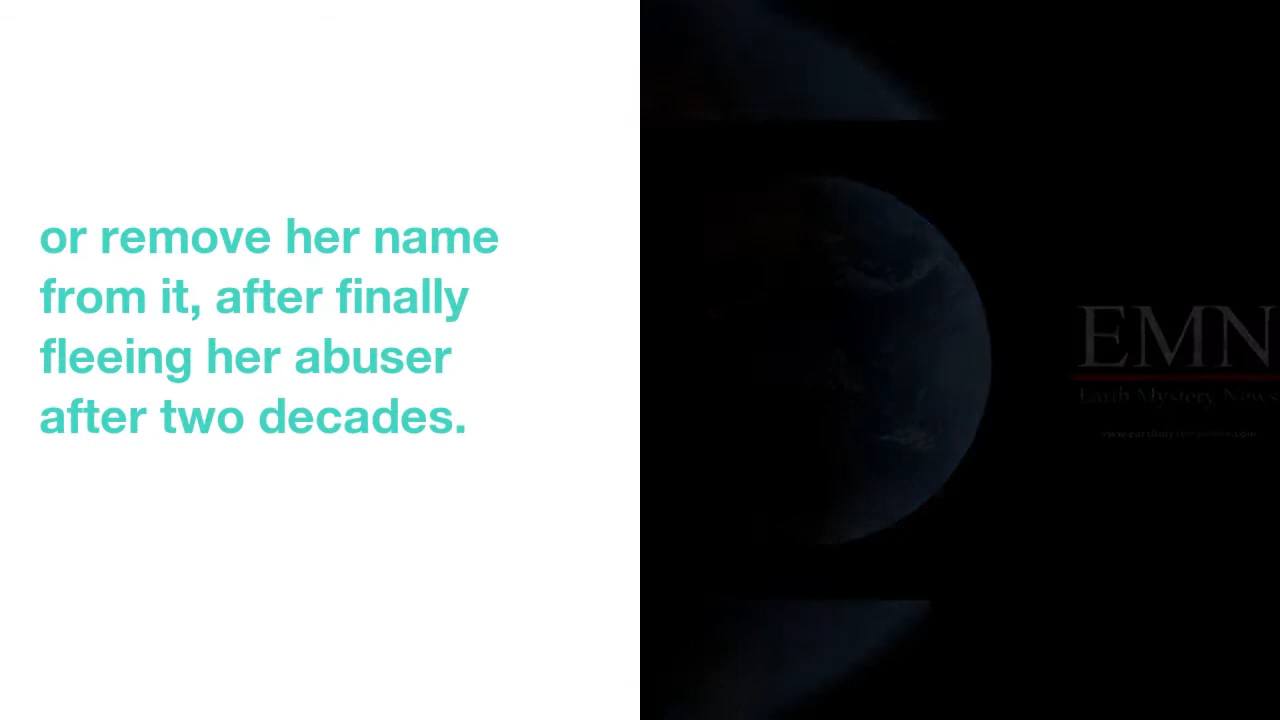 or remove her name
from it, after finally
fleeing her abuser
after two decades.
EMN
Earth Mystery News